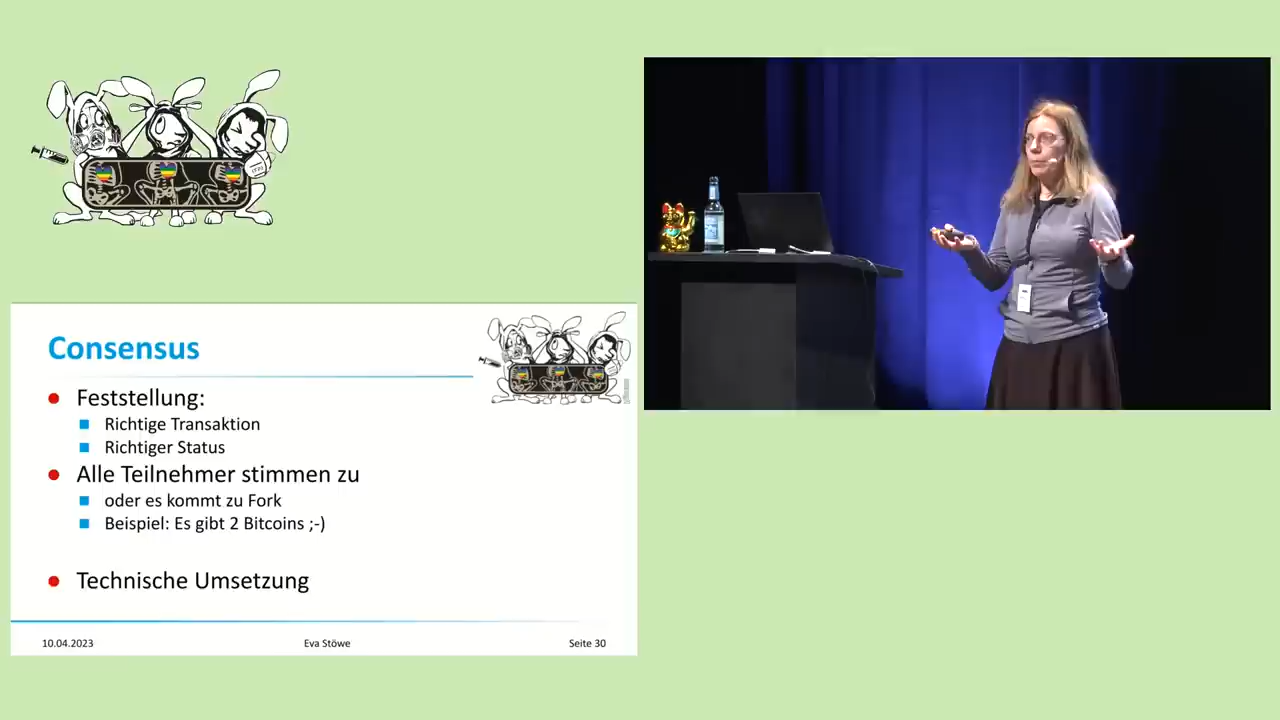 Consensus
Feststellung:
Richtige Transaktion
Richtiger Status
Alle Teilnehmer stimmen zu
oder es kommt zu Fork
Beispiel: Es gibt 2 Bitcoins ;-)
Technische Umsetzung
10.04.2023
Eva Stöwe
Seite 30